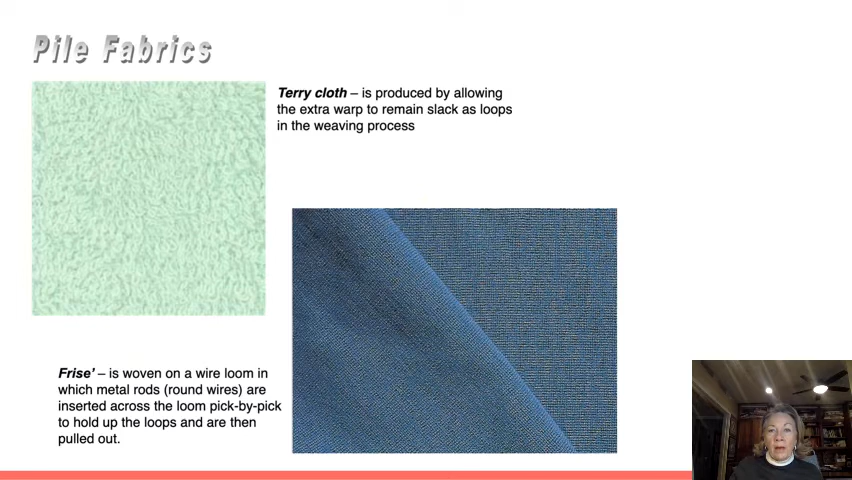 Pile Fabrics
Terry cloth – is produced by allowing
the extra warp to remain slack as loops
in the weaving process
Frise’ – is woven on a wire loom in
which metal rods (round wires) are
inserted across the loom pick-by-pick
to hold up the loops and are then
pulled out.